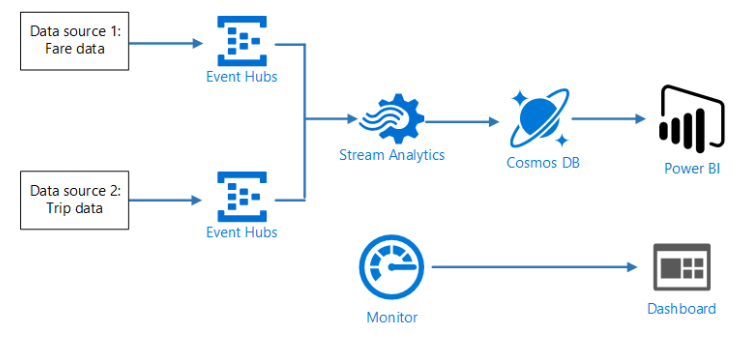 Data source 1:
Fare data
Event Hubs
Stream Analytics
Cosmos DB
Power BI
Data source 2:
Trip data
Event Hubs
Monitor
Dashboard